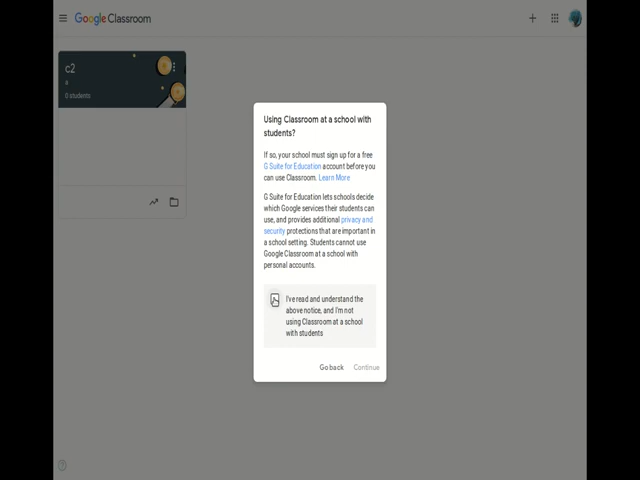 Google Classroom
c2
a
0 students
Using Classroom at a school with
students?
If so, your school must sign up for a free
G Suite for Education account before you
can use Classroom. Learn More
G Suite for Education lets schools decide
which Google services their students can
use, and provides additional privacy and
security protections that are important in
a school setting. Students cannot use
Google Classroom at a school with
personal accounts.
I've read and understand the
above notice, and I'm not
using Classroom at a school
with students
Go back Continue